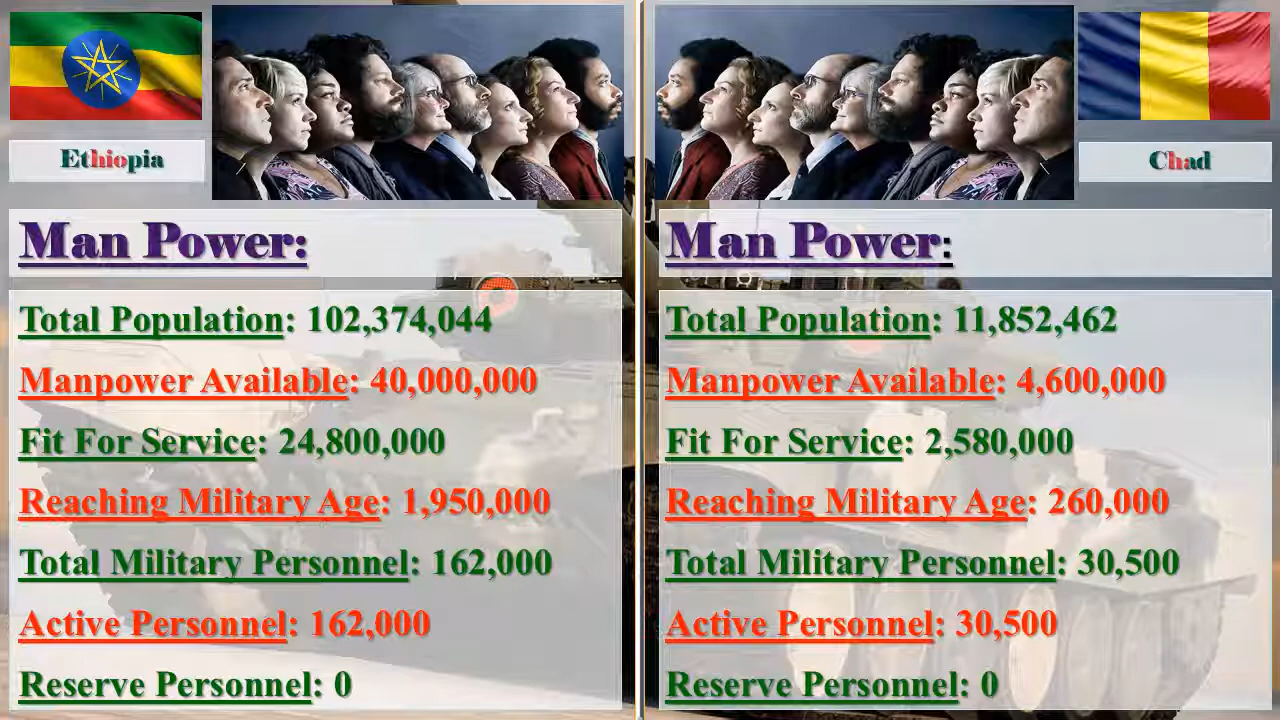 Ethiopia
Man Power:
Total Population: 102,374,044
Manpower Available: 40,000,000
Fit For Service: 24,800,000
Reaching Military Age: 1,950,000
Total Military Personnel: 162,000
Active Personnel: 162,000
Reserve Personnel: 0
Chad
Man Power:
Total Population: 11,852,462
Manpower Available: 4,600,000
Fit For Service: 2,580,000
Reaching Military Age: 260,000
Total Military Personnel: 30,500
Active Personnel: 30,500
Reserve Personnel: 0